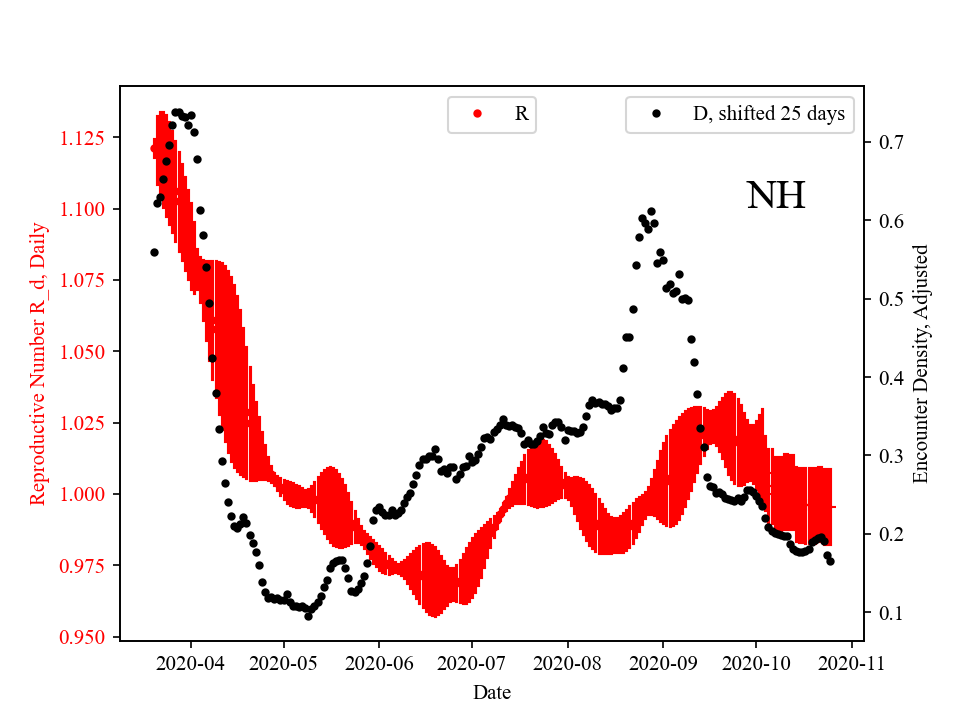 R
D, shifted 25 days
NH
Reproductive Number R_d, Daily
1.125
1.100
1.075
1.050
1.025
1.000
0.975
0.950
0.7
0.6
0.5
0.4
0.3
0.2
0.1
Encounter Density, Adjusted
2020-04 2020-05 2020-06 2020-07 2020-08 2020-09 2020-10 2020-11
Date